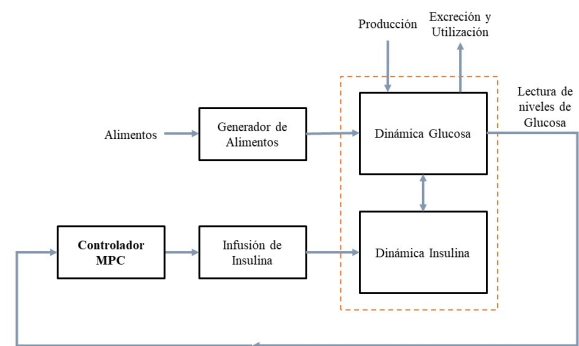 Producción
Excreción y
Utilización
Lectura de
niveles de
Glucosa
Alimentos
Generador de
Alimentos
Dinámica Glucosa
Controlador
MPC
Infusión de
Insulina
Dinámica Insulina